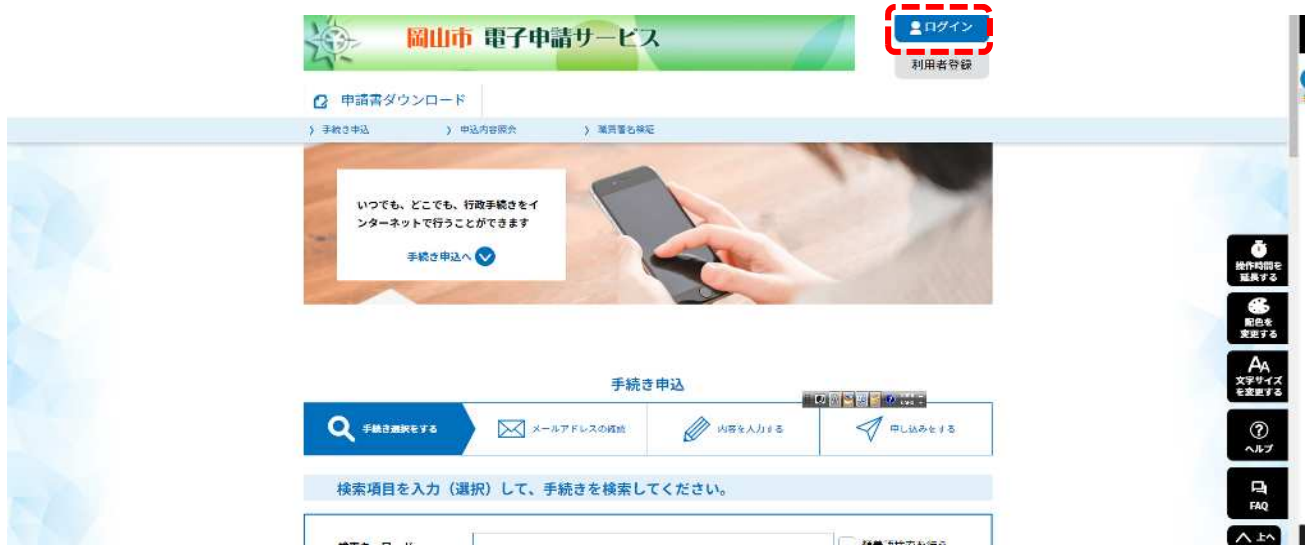 岡山市 電子申請サービス
ログイン
利用者登録
申請書ダウンロード
手続き申込
申込内容照会
職員署名検証
いつでも、どこでも、行政手続きをイ
ンターネットで行うことができます
手続き申込へ
操作時間を
延長する
配色を
変更する
AA
文字サイズ
を変更する
ヘルプ
FAQ
上へ
手続き申込
手続き選択をする
メールアドレスの確認
内容を入力する
申し込みをする
検索項目を入力(選択)して、手続きを検索してください。